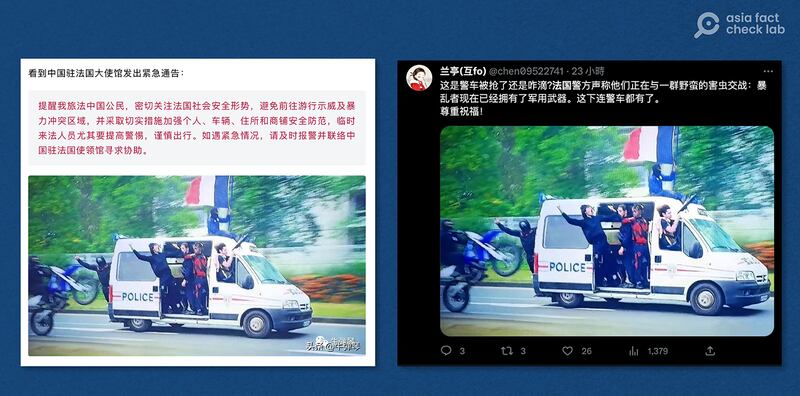 asia fact
check lab
看到中国驻法国大使馆发出紧急通告：
提醒我旅法中国公民，密切关注法国社会安全形势，避免前往游行示威及暴
力冲突区域，并采取切实措施加强个人、车辆、住所和商铺安全防范，临时
来法人员尤其要提高警惕，谨慎出行。如遇紧急情况，请及时报警并联络中
国驻法国使领馆寻求协助。
POLICE
头条@牛弹琴
兰亭(互fo)
@chen09522741 · 23 小時
这是警车被抢了还是咋滴?法国警方声称他们正在与一群野蛮的害虫交战：暴
乱者现在已经拥有了军用武器。这下连警车都有了。
尊重祝福！
POLICE
3
3
26
1,379